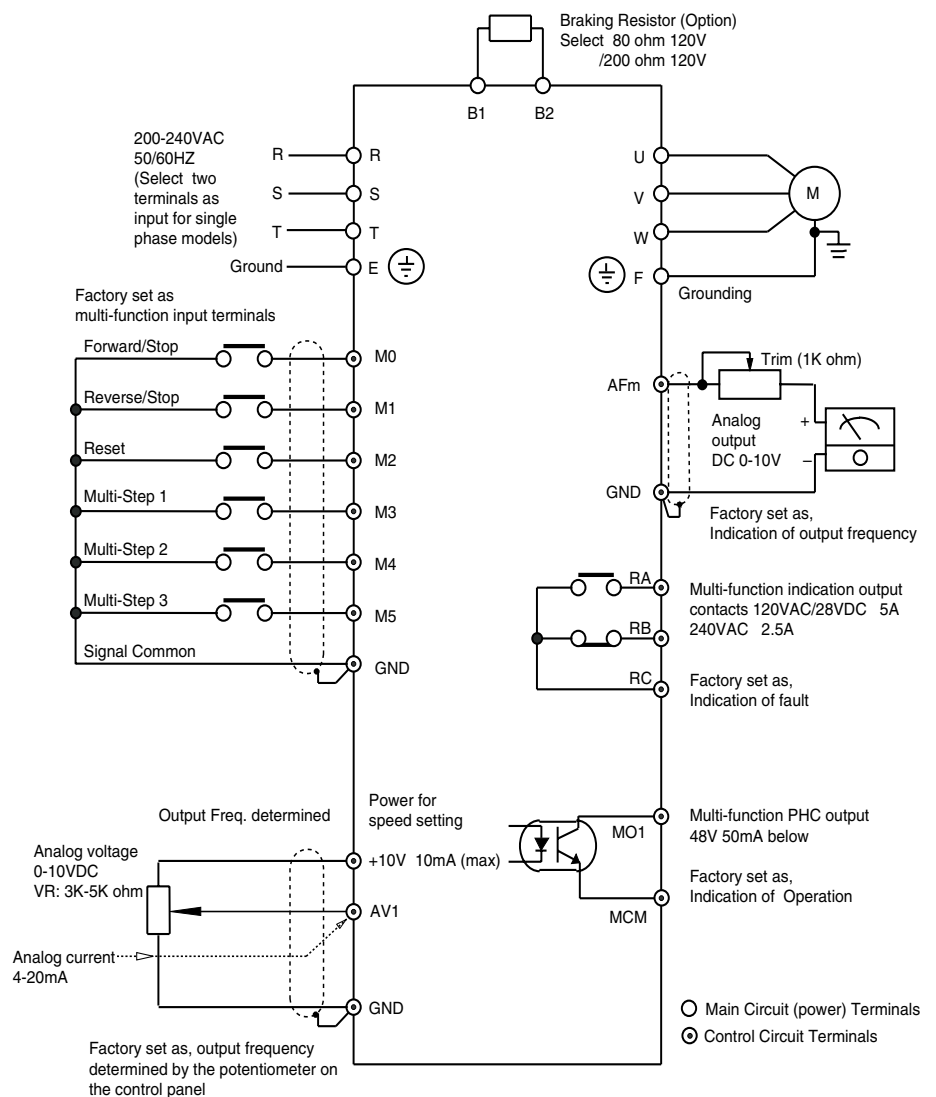 Braking Resistor (Option)
Select 80 ohm 120V
/200 ohm 120V
B1
B2
200-240VAC
50/60HZ
(Select two
terminals as
input for single
phase models)
R
R
S
S
T
T
Ground
E
U
V
W
M
F
Grounding
Factory set as
multi-function input terminals
Forward/Stop
M0
Reverse/Stop
M1
Reset
M2
Multi-Step 1
M3
Multi-Step 2
M4
Multi-Step 3
M5
Signal Common
GND
AFm
Trim (1K ohm)
Analog
output
DC 0-10V
+
–
GND
Factory set as,
Indication of output frequency
RA
RB
RC
Multi-function indication output
contacts 120VAC/28VDC 5A
240VAC 2.5A
Factory set as,
Indication of fault
Output Freq. determined
Power for
speed setting
Analog voltage
0-10VDC
VR: 3K-5K ohm
+10V 10mA (max)
AV1
Analog current
4-20mA
GND
Factory set as, output frequency
determined by the potentiometer on
the control panel
MO1
MCM
Multi-function PHC output
48V 50mA below
Factory set as,
Indication of Operation
Main Circuit (power) Terminals
Control Circuit Terminals